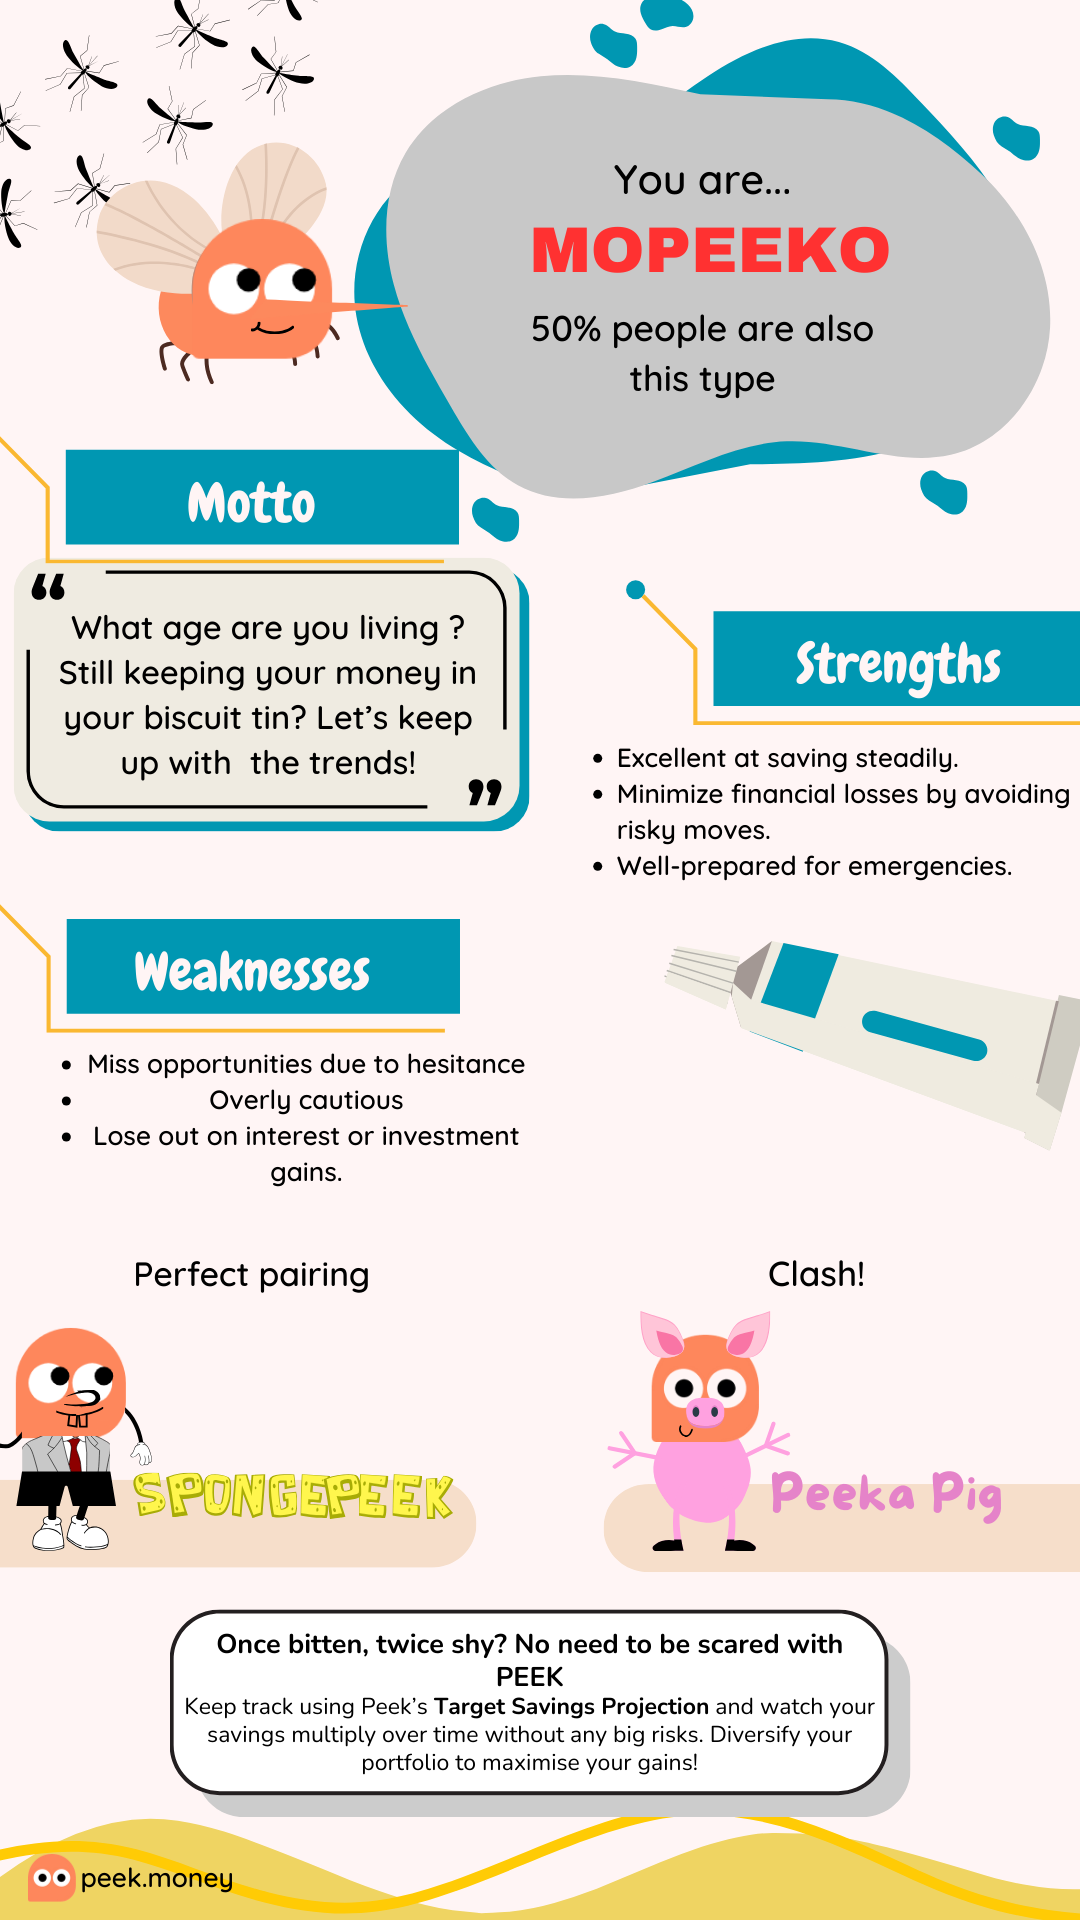 You are...
MOPEEKO
50% people are also
this type
Motto
“
What age are you living ?
Still keeping your money in
your biscuit tin? Let’s keep
up with  the trends!
”
Strengths
• Excellent at saving steadily.
• Minimize financial losses by avoiding
risky moves.
• Well-prepared for emergencies.
Weaknesses
• Miss opportunities due to hesitance
• Overly cautious
• Lose out on interest or investment
gains.
Perfect pairing
SPONGEPEEK
Clash!
Peeka Pig
Once bitten, twice shy? No need to be scared with
PEEK
Keep track using Peek’s Target Savings Projection and watch your
savings multiply over time without any big risks. Diversify your
portfolio to maximise your gains!
peek.money